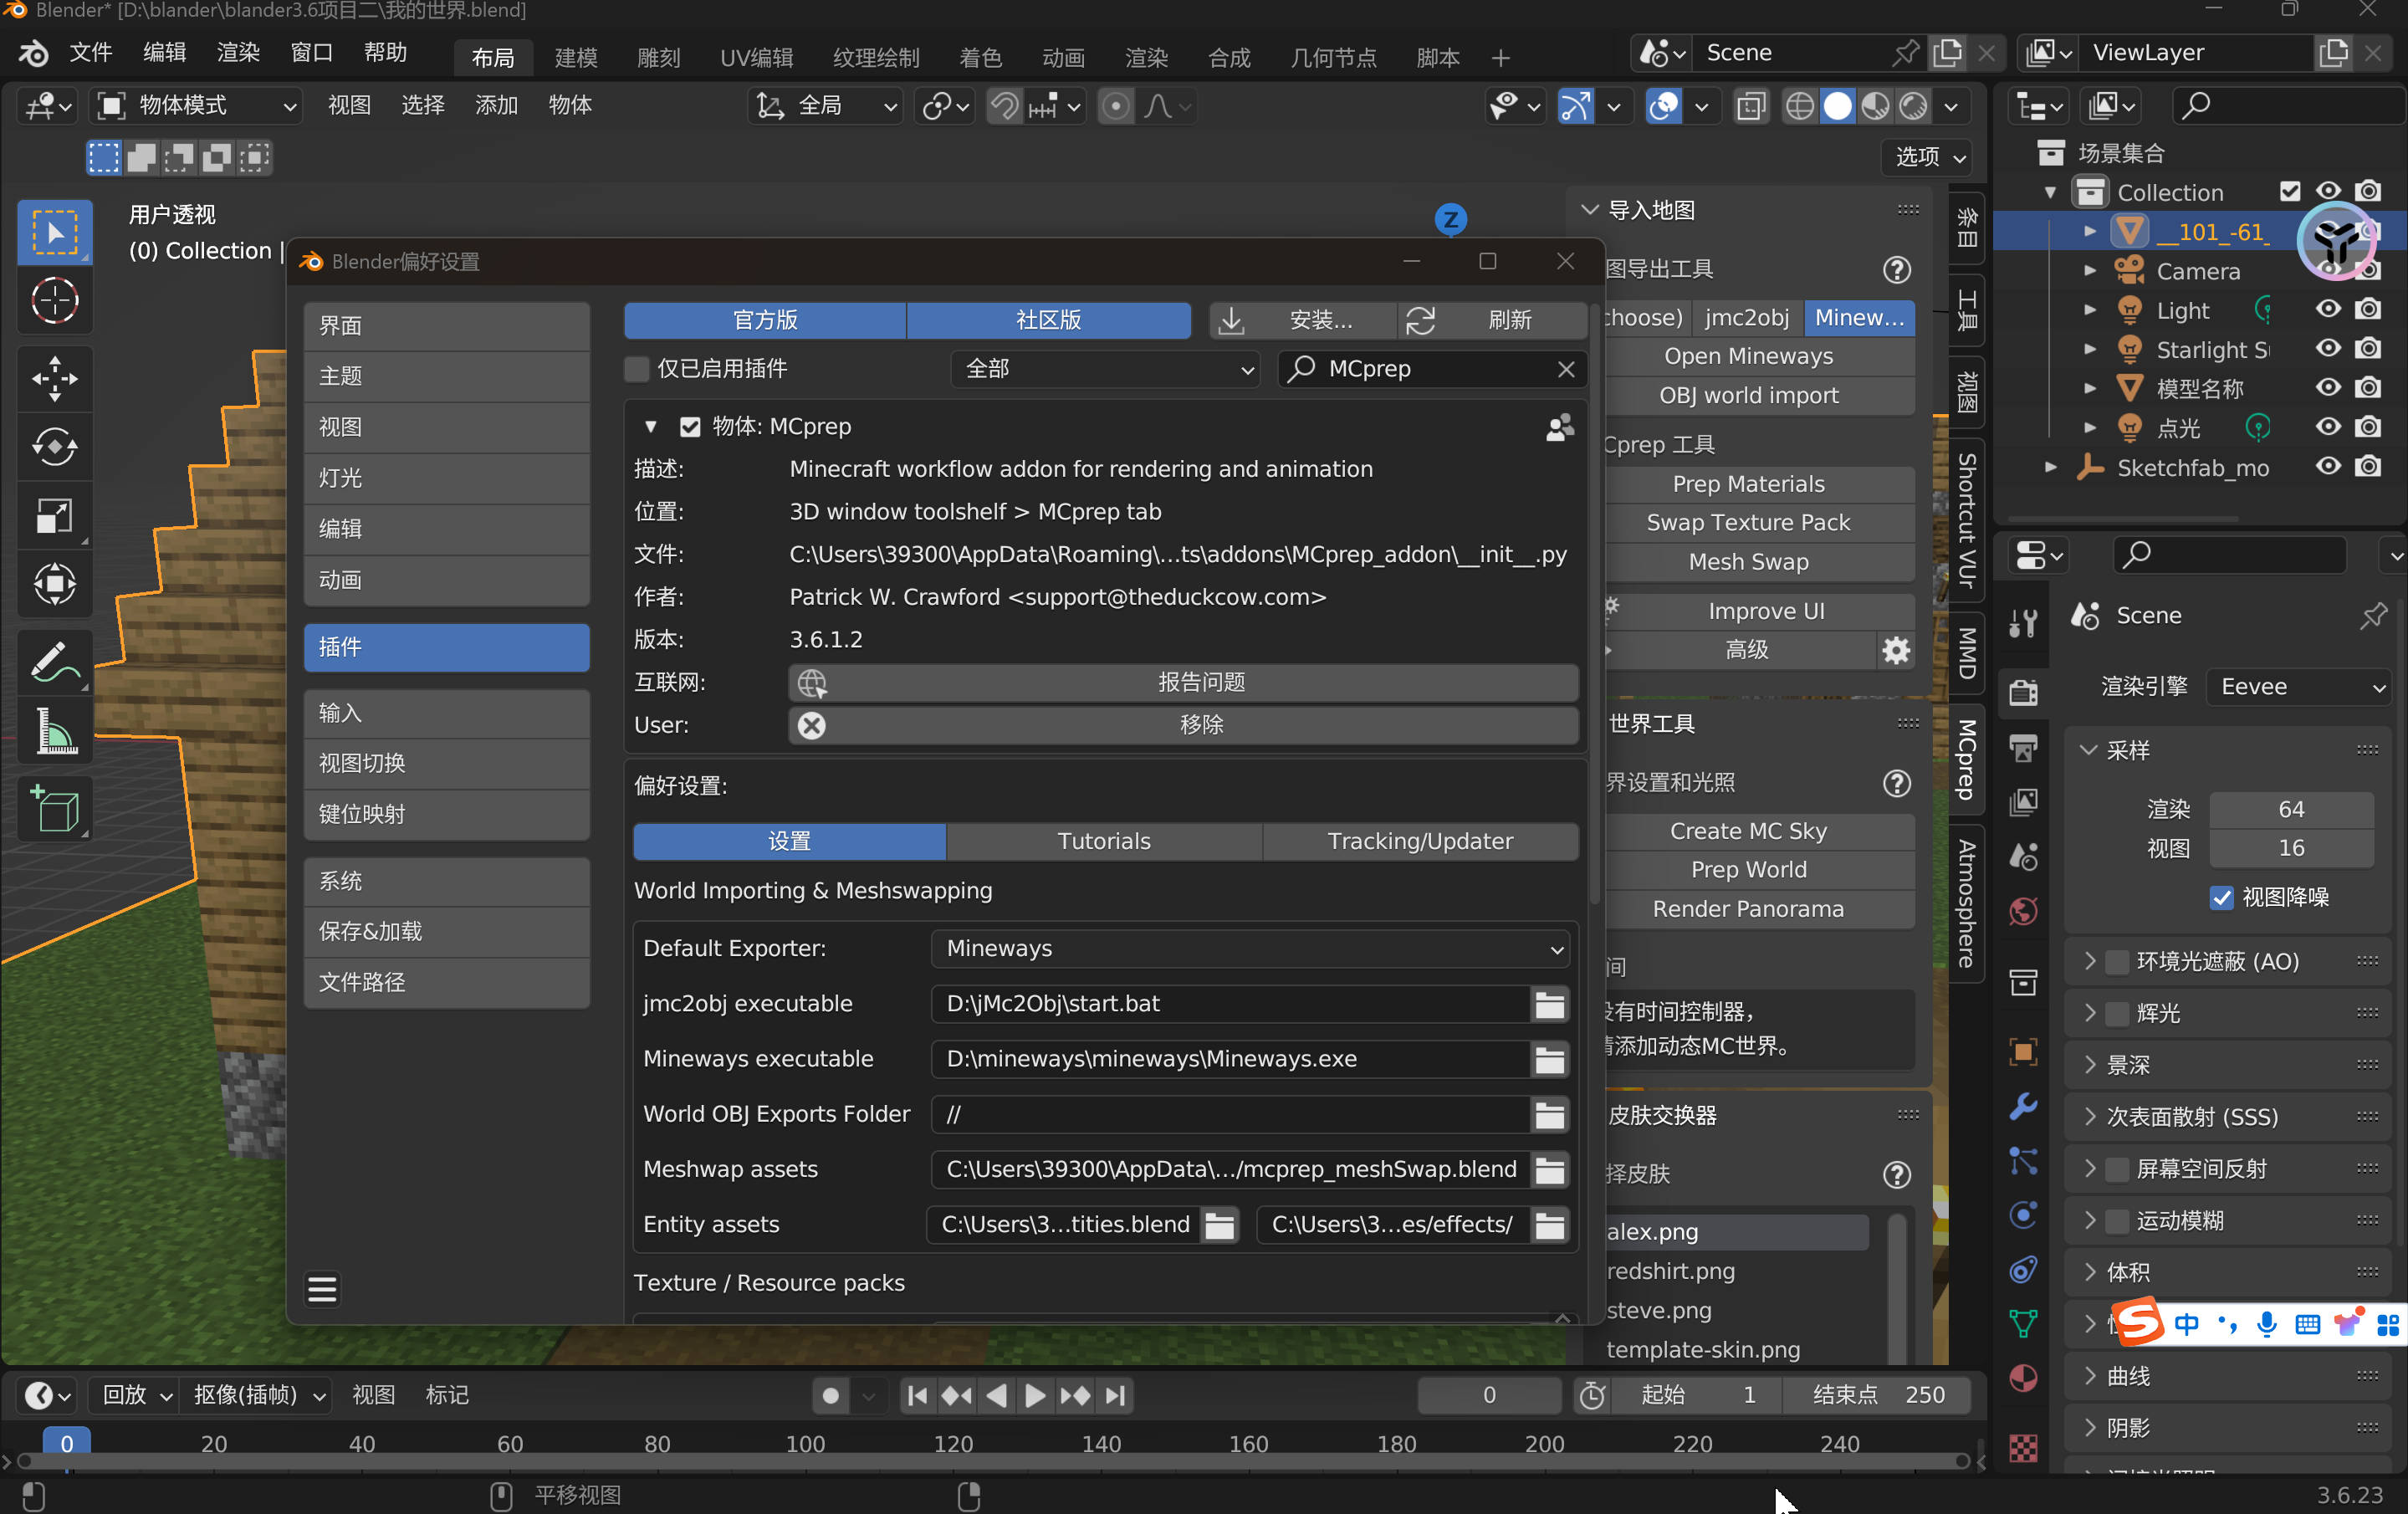 Blender* [D:\blander\blander3.6项目二\我的世界.blend]
文件 编辑 渲染 窗口 帮助
布局 建模 雕刻 UV编辑 纹理绘制 着色 动画 渲染 合成 几何节点 脚本 +
Scene
ViewLayer
物体模式 视图 选择 添加 物体
全局
选项
用户透视
(0) Collection |
Z
Blender偏好设置
界面
主题
视图
灯光
编辑
动画
插件
输入
视图切换
键位映射
系统
保存&加载
文件路径
官方版 社区版 安装... 刷新
仅已启用插件 全部 MCprep
物体: MCprep
描述: Minecraft workflow addon for rendering and animation
位置: 3D window toolshelf > MCprep tab
文件: C:\Users\39300\AppData\Roaming\...ts\addons\MCprep_addon\__init__.py
作者: Patrick W. Crawford <support@theduckcow.com>
版本: 3.6.1.2
互联网: 报告问题
User: 移除
偏好设置:
设置 Tutorials Tracking/Updater
World Importing & Meshswapping
Default Exporter: Mineways
jmc2obj executable D:\jMc2Obj\start.bat
Mineways executable D:\mineways\mineways\Mineways.exe
World OBJ Exports Folder //
Meshwap assets C:\Users\39300\AppData\.../mcprep_meshSwap.blend
Entity assets C:\Users\3...tities.blend C:\Users\3...es/effects/
Texture / Resource packs
导入地图
图导出工具
choose) jmc2obj Minew...
Open Mineways
OBJ world import
Cprep 工具
Prep Materials
Swap Texture Pack
Mesh Swap
Improve UI
高级
世界工具
界设置和光照
Create MC Sky
Prep World
Render Panorama
间
有时间控制器，
添加动态MC世界。
皮肤交换器
择皮肤
alex.png
redshirt.png
steve.png
template-skin.png
条目
工具
视图
Shortcut VUr
MMD
MCprep
Atmosphere
场景集合
Collection
__101_-61_
Camera
Light
Starlight S
模型名称
点光
Sketchfab_mo
Scene
渲染引擎 Eevee
采样
渲染 64
视图 16
视图降噪
环境光遮蔽 (AO)
辉光
景深
次表面散射 (SSS)
屏幕空间反射
运动模糊
体积
中
曲线
阴影
回放 抠像(插帧) 视图 标记
0
起始 1 结束点 250
0 20 40 60 80 100 120 140 160 180 200 220 240
平移视图
3.6.23